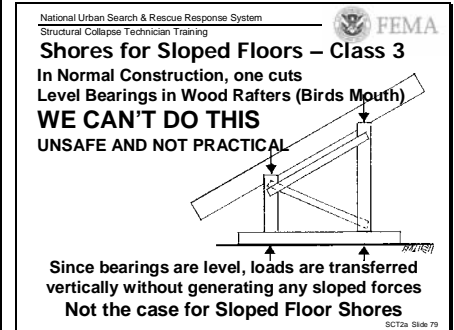 National Urban Search & Rescue Response System
Structural Collapse Technician Training
FEMA
Shores for Sloped Floors – Class 3
In Normal Construction, one cuts
Level Bearings in Wood Rafters (Birds Mouth)
WE CAN'T DO THIS
UNSAFE AND NOT PRACTICAL
Since bearings are level, loads are transferred
vertically without generating any sloped forces
Not the case for Sloped Floor Shores
SCT2a Slide 79